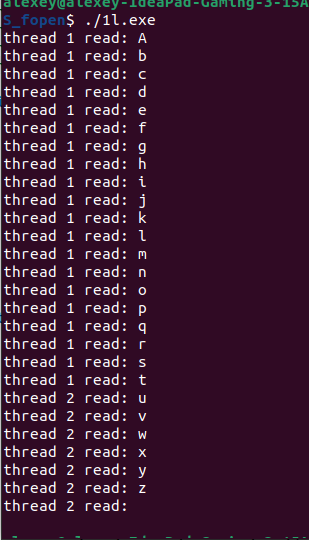 alexey@alexey-IdeaPad-Gaming-3-15A
S_fopen$ ./1l.exe
thread 1 read: A
thread 1 read: b
thread 1 read: c
thread 1 read: d
thread 1 read: e
thread 1 read: f
thread 1 read: g
thread 1 read: h
thread 1 read: i
thread 1 read: j
thread 1 read: k
thread 1 read: l
thread 1 read: m
thread 1 read: n
thread 1 read: o
thread 1 read: p
thread 1 read: q
thread 1 read: r
thread 1 read: s
thread 1 read: t
thread 2 read: u
thread 2 read: v
thread 2 read: w
thread 2 read: x
thread 2 read: y
thread 2 read: z
thread 2 read: